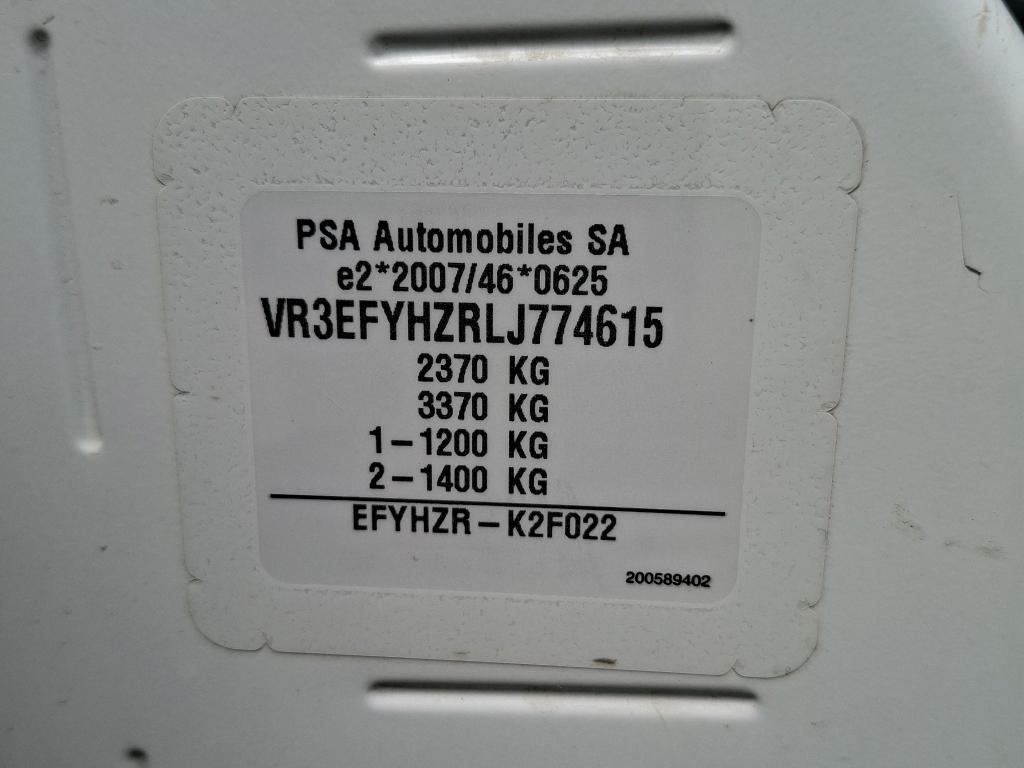 PSA Automobiles SA
e2*2007/46*0625
VR3EFYHZRLJ774615
2370 KG
3370 KG
1-1200 KG
2-1400 KG
EFYHZR-K2F022
200589402